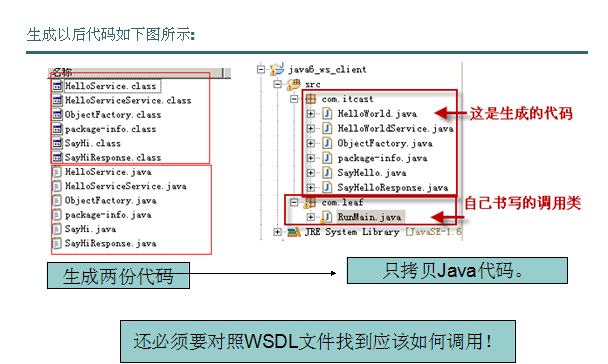 生成以后代码如下图所示:
名称
HelloService.class
HelloServiceService.class
ObjectFactory.class
package-info.class
SayHi.class
SayHiResponse.class
HelloService.java
HelloServiceService.java
ObjectFactory.java
package-info.java
SayHi.java
SayHiResponse.java
java6_ws_client
src
com.itcast
HelloWorld.java
HelloWorldService.java
ObjectFactory.java
package-info.java
SayHello.java
SayHelloResponse.java
com.leaf
RunMain.java
JRE System Library [JavaSE-1.6
这是生成的代码
自己书写的调用类
生成两份代码
只拷贝Java代码。
还必须要对照WSDL文件找到应该如何调用!